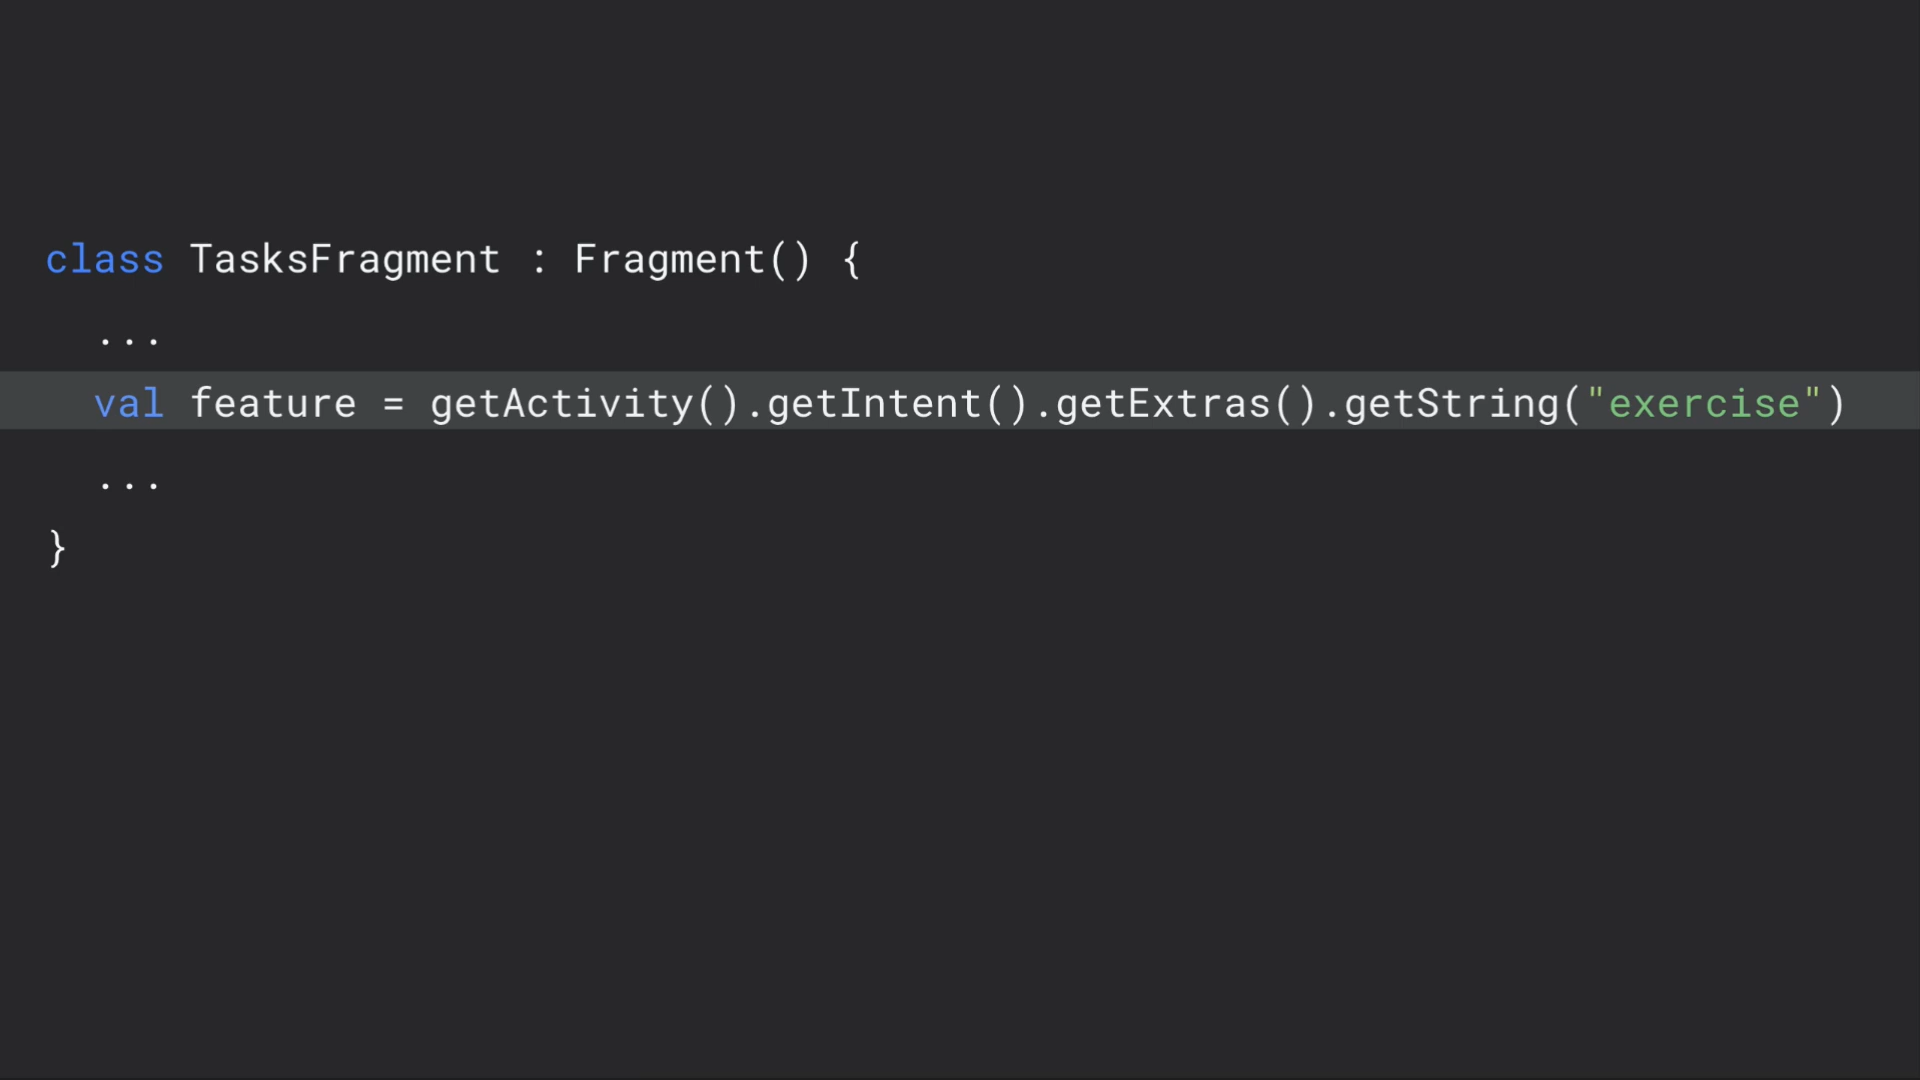 class TasksFragment : Fragment() {
...
val feature = getActivity().getIntent().getExtras().getString("exercise")
...
}